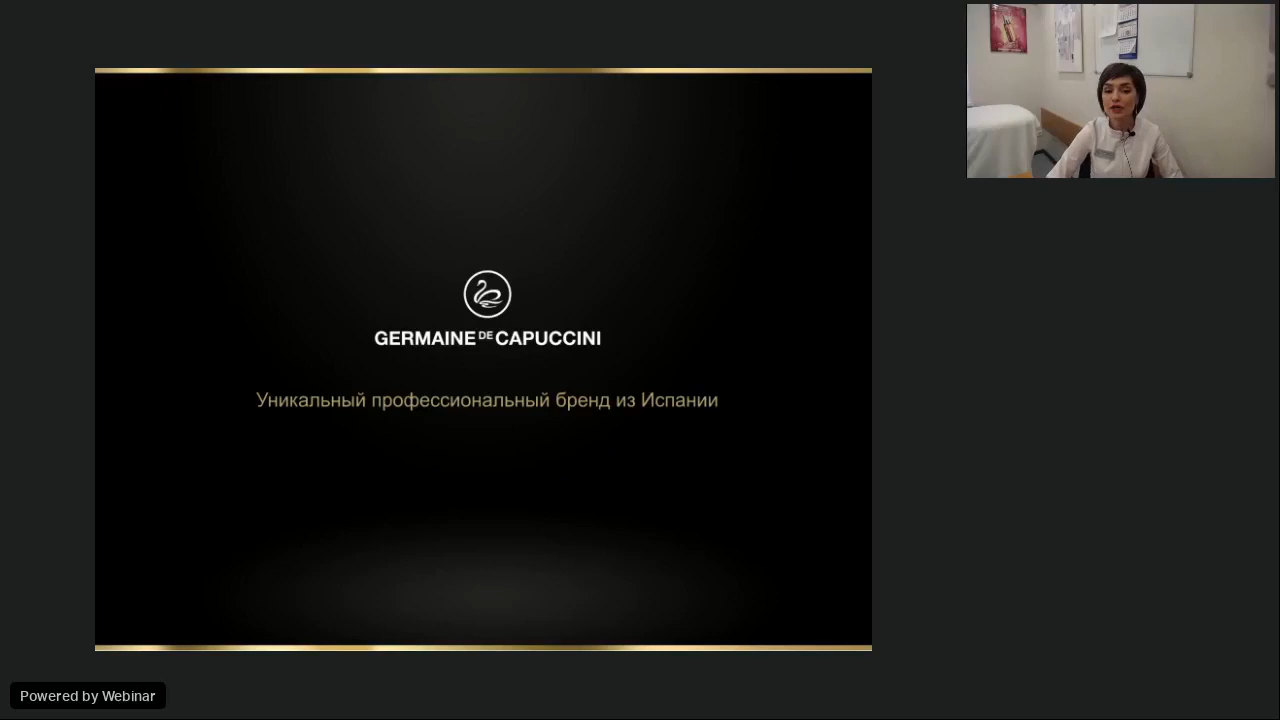 GERMAINE DE CAPUCCINI
Уникальный профессиональный бренд из Испании
Powered by Webinar